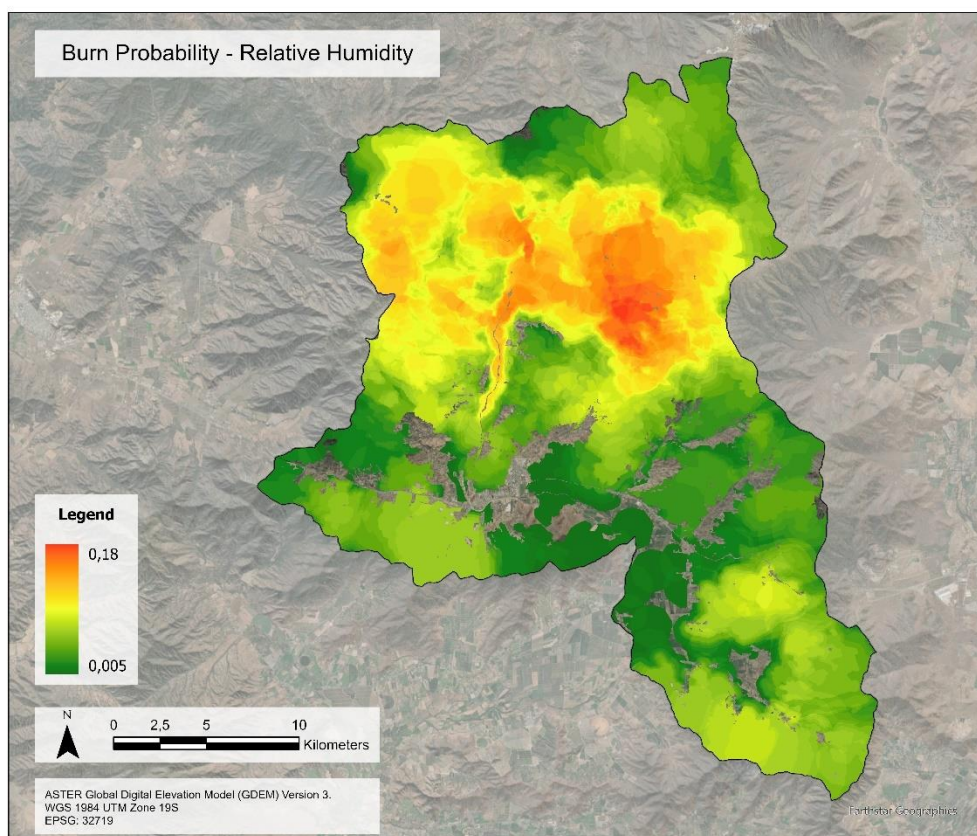 Burn Probability - Relative Humidity
Legend
0,18
0,005
N
0 2,5 5 10
Kilometers
ASTER Global Digital Elevation Model (GDEM) Version 3.
WGS 1984 UTM Zone 19S
EPSG: 32719
Earthstar Geographics